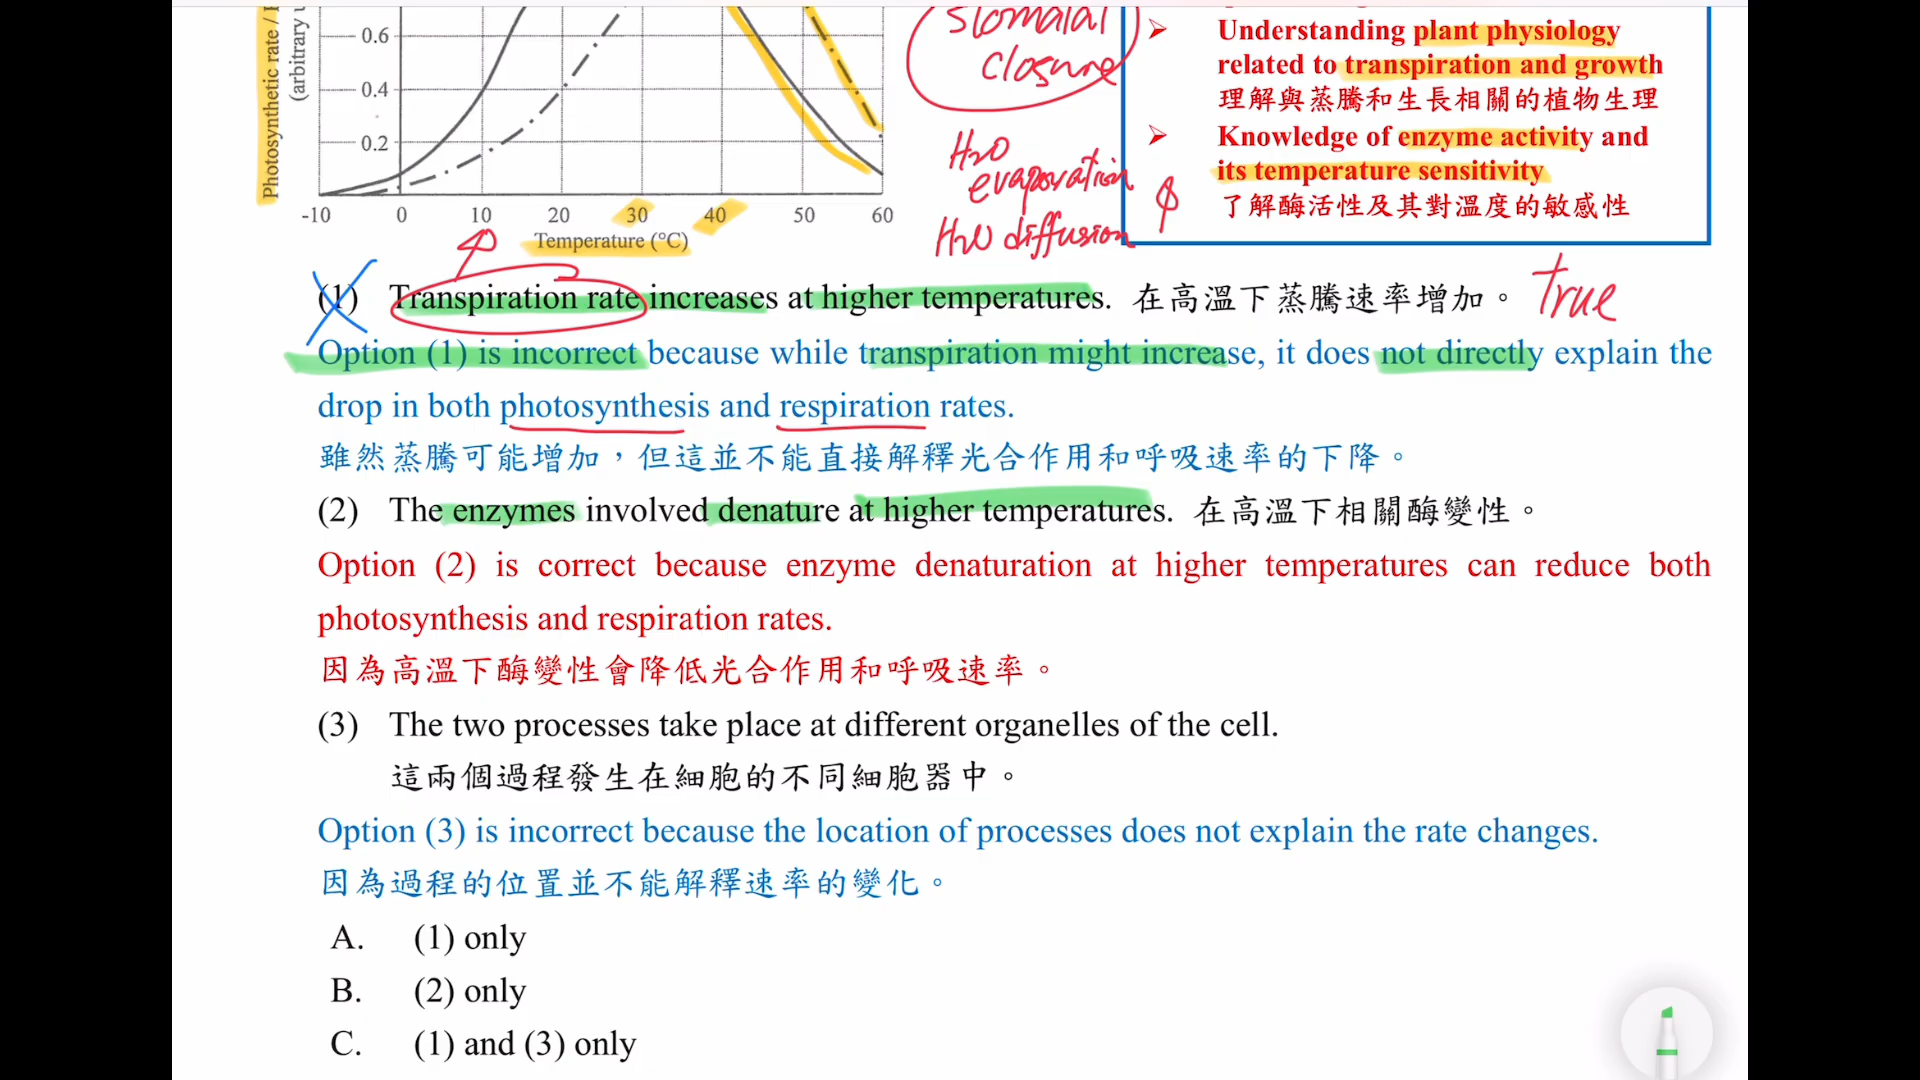 Photosynthetic rate /
(arbitrary u
0.6
0.4
0.2
-10 0 10 20 30 40 50 60
Temperature (°C)
stomatal
closure
H2O
evaporation
H2O diffusion
Understanding plant physiology
related to transpiration and growth
理解與蒸騰和生長相關的植物生理
Knowledge of enzyme activity and
its temperature sensitivity
了解酶活性及其對溫度的敏感性
(1) Transpiration rate increases at higher temperatures. 在高溫下蒸騰速率增加。 True
Option (1) is incorrect because while transpiration might increase, it does not directly explain the
drop in both photosynthesis and respiration rates.
雖然蒸騰可能增加，但這並不能直接解釋光合作用和呼吸速率的下降。
(2) The enzymes involved denature at higher temperatures. 在高溫下相關酶變性。
Option (2) is correct because enzyme denaturation at higher temperatures can reduce both
photosynthesis and respiration rates.
因為高溫下酶變性會降低光合作用和呼吸速率。
(3) The two processes take place at different organelles of the cell.
這兩個過程發生在細胞的不同細胞器中。
Option (3) is incorrect because the location of processes does not explain the rate changes.
因為過程的位置並不能解釋速率的變化。
A. (1) only
B. (2) only
C. (1) and (3) only